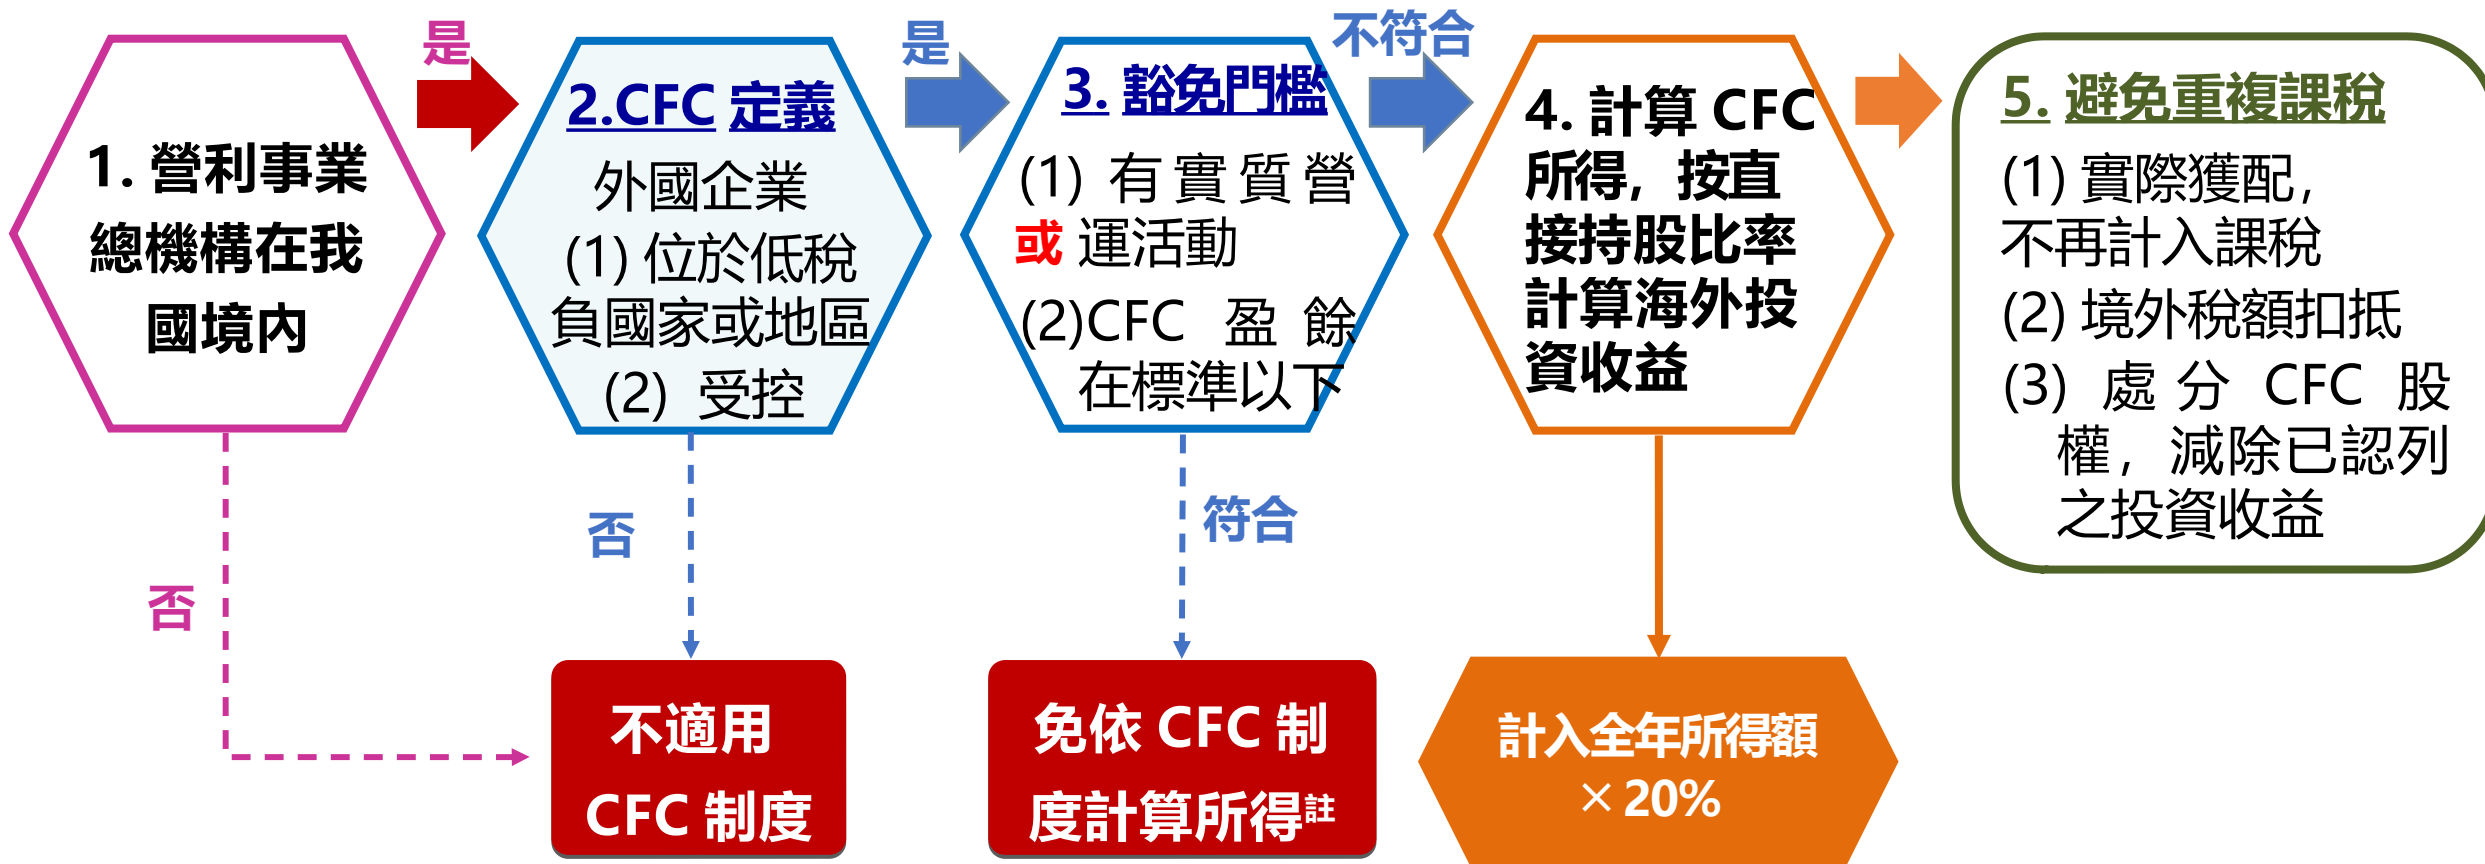 是
1. 營利事業
總機構在我
國境內
否
是
2.CFC 定義
外國企業
(1) 位於低稅
負國家或地區
(2) 受控
否
不適用
CFC 制度
不符合
3. 豁免門檻
(1) 有實質營
或 運活動
(2)CFC 盈餘
在標準以下
符合
免依 CFC 制
度計算所得註
4. 計算 CFC
所得，按直
接持股比率
計算海外投
資收益
計入全年所得額
×20%
5. 避免重複課稅
(1) 實際獲配，
不再計入課稅
(2) 境外稅額扣抵
(3) 處分 CFC 股
權，減除已認列
之投資收益